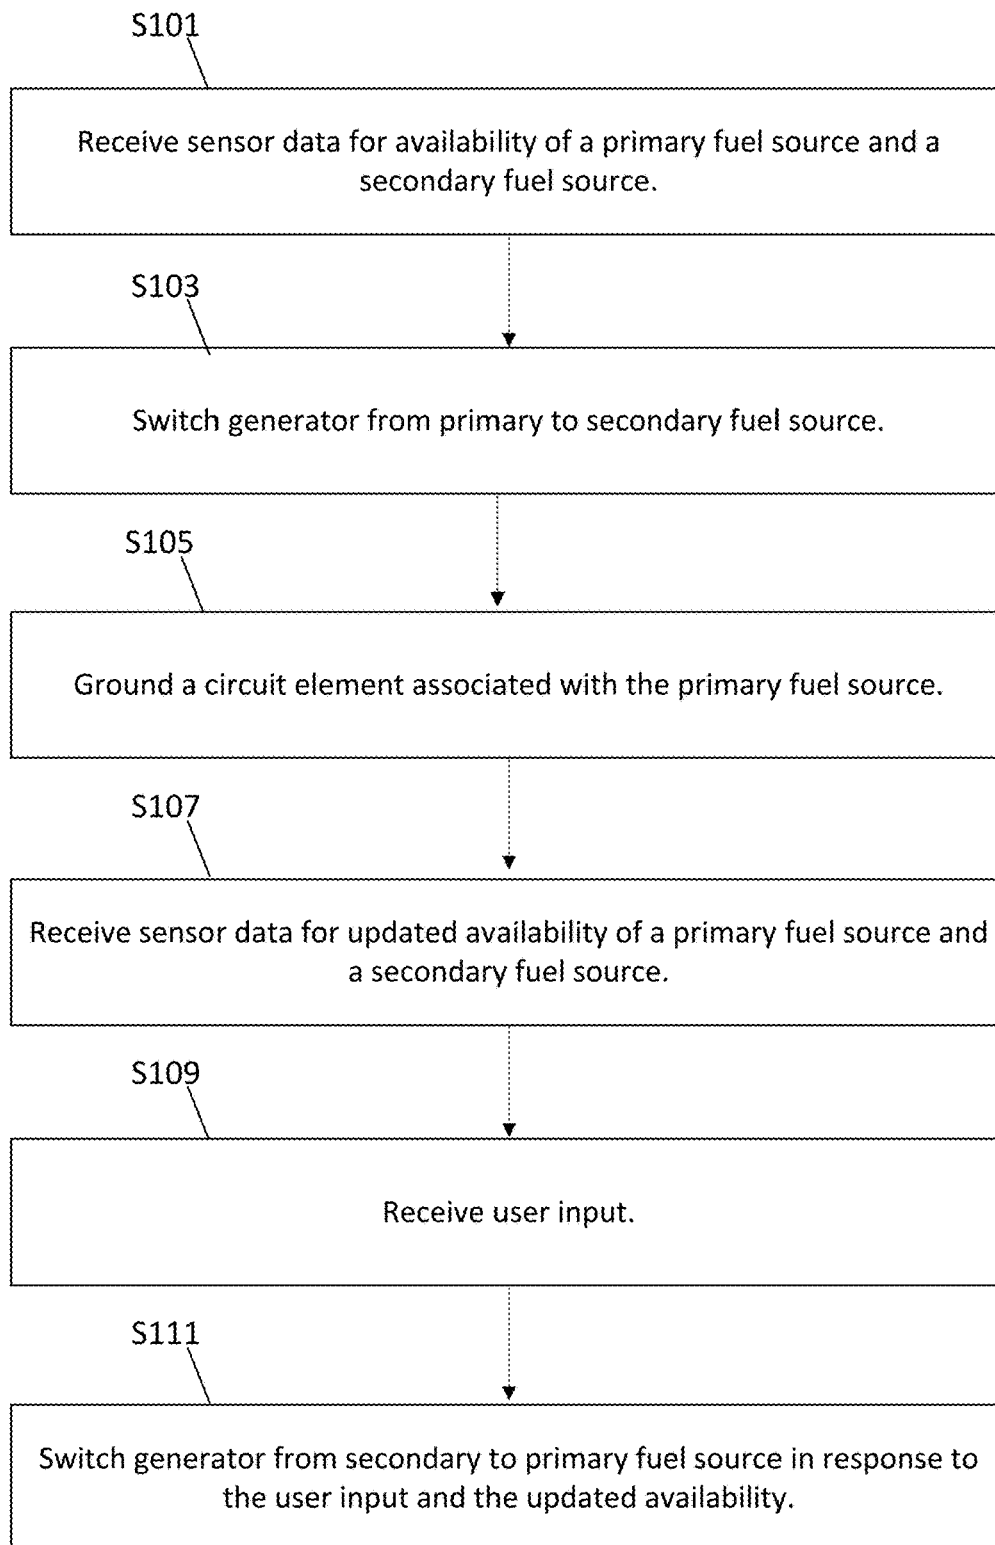 S101
Receive sensor data for availability of a primary fuel source and a
secondary fuel source.
S103
Switch generator from primary to secondary fuel source.
S105
Ground a circuit element associated with the primary fuel source.
S107
Receive sensor data for updated availability of a primary fuel source and
a secondary fuel source.
S109
Receive user input.
S111
Switch generator from secondary to primary fuel source in response to
the user input and the updated availability.